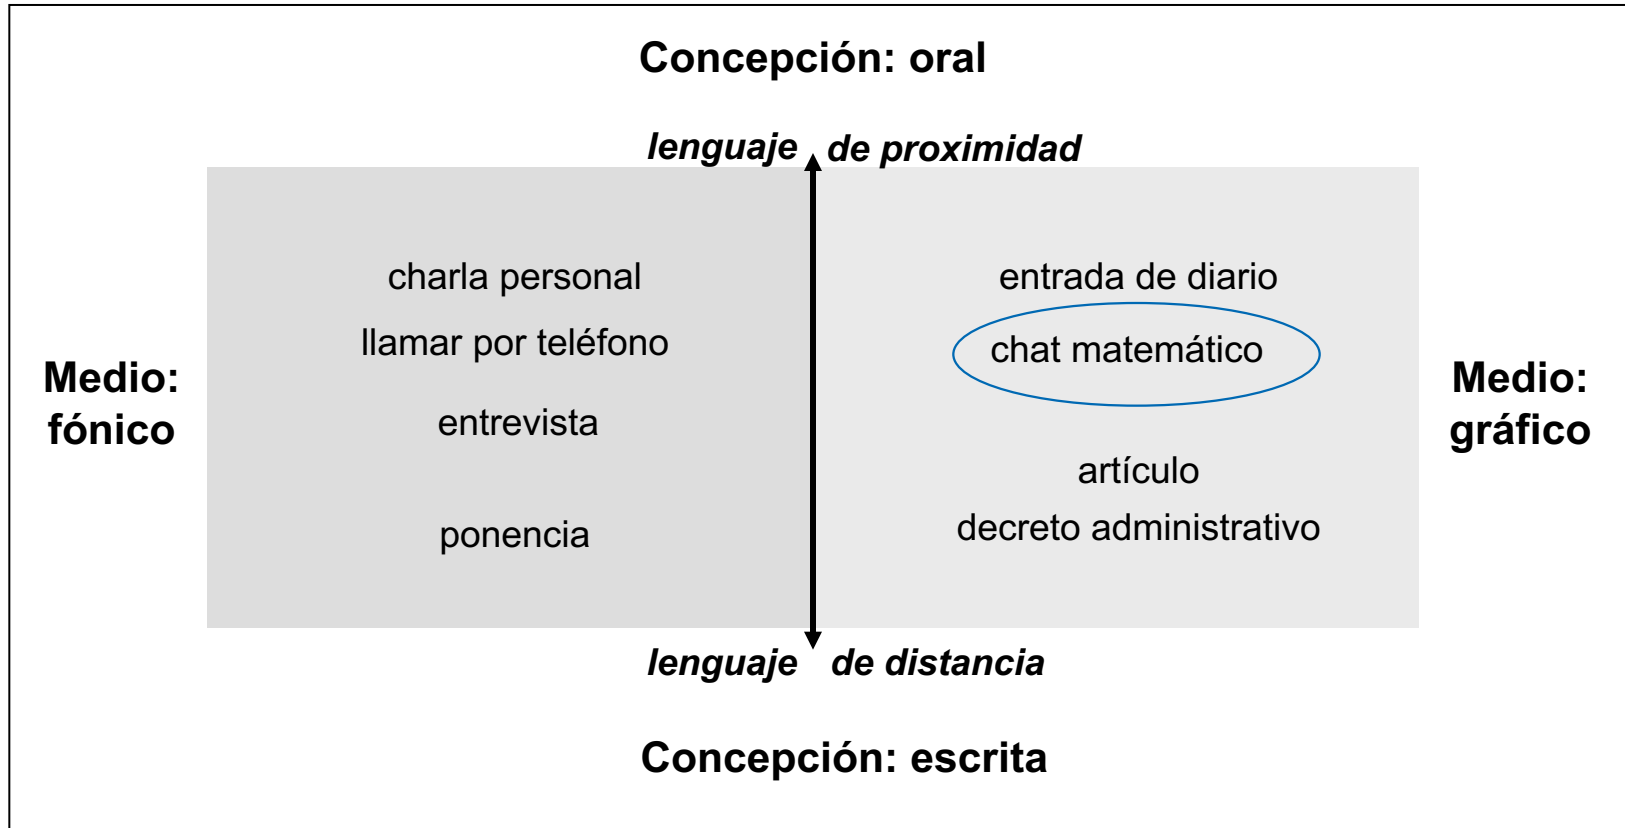 Concepción: oral
lenguaje de proximidad
charla personal
llamar por teléfono
entrevista
ponencia
entrada de diario
chat matemático
artículo
decreto administrativo
Medio:
fónico
Medio:
gráfico
lenguaje de distancia
Concepción: escrita